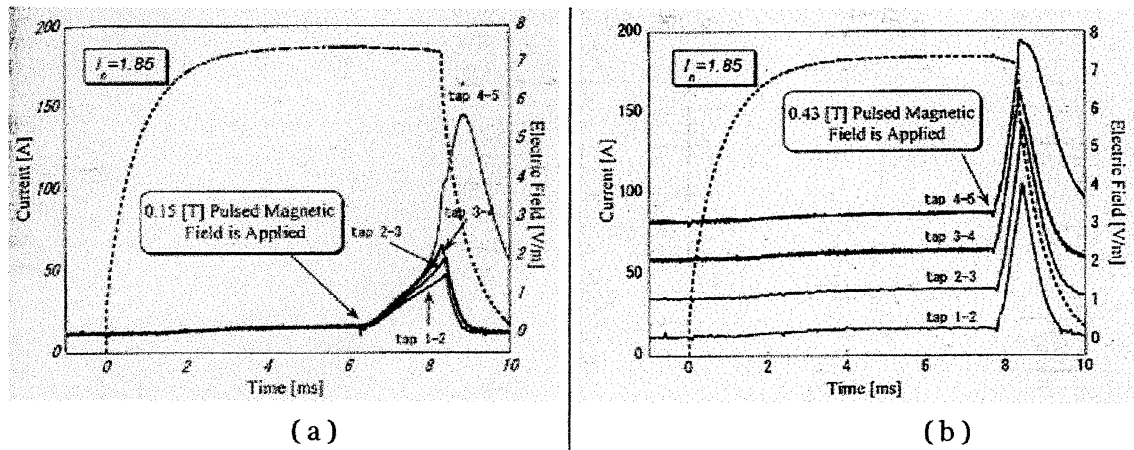 200
150
100
50
0
Current [A]
I_n=1.85
0.15 [T] Pulsed Magnetic
Field is Applied
tap 4-5
tap 3-4
tap 2-3
tap 1-2
8
7
6
5
4
3
2
1
0
Electric Field [V/m]
0 2 4 6 8 10
Time [ms]
(a)
200
150
100
50
0
Current [A]
I_n=1.85
0.43 [T] Pulsed Magnetic
Field is Applied
tap 4-5
tap 3-4
tap 2-3
tap 1-2
8
7
6
5
4
3
2
1
0
Electric Field [V/m]
0 2 4 6 8 10
Time [ms]
(b)